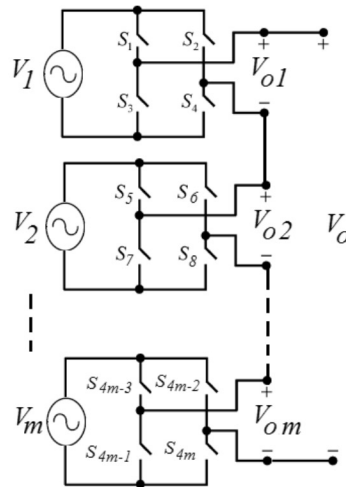 S1 S2
+ +
V1 Vo1
S3 S4
−
S5 S6 +
V2 Vo2 Vo
S7 S8
−
S4m-3 S4m-2 +
Vm Vom
S4m-1 S4m
− −